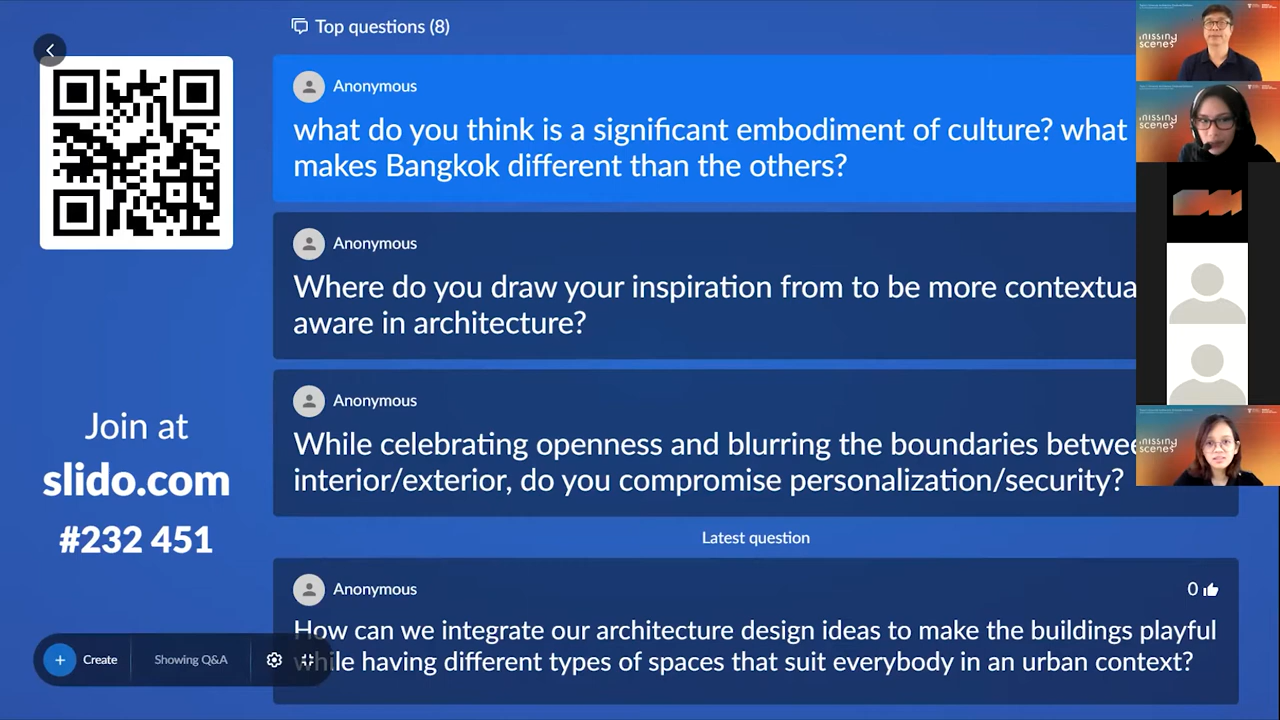 Top questions (8)
Anonymous
what do you think is a significant embodiment of culture? what
makes Bangkok different than the others?
Anonymous
Where do you draw your inspiration from to be more
aware in architecture?
Anonymous
While celebrating openness and blurring the boundaries
interior/exterior, do you compromise personalization/security?
Latest question
Anonymous
0
How can we integrate our architecture design ideas to make the buildings playful
while having different types of spaces that suit everybody in an urban context?
Join at
slido.com
#232 451
Create
Showing Q&A
missing
scenes
missing
scenes
missing
scenes